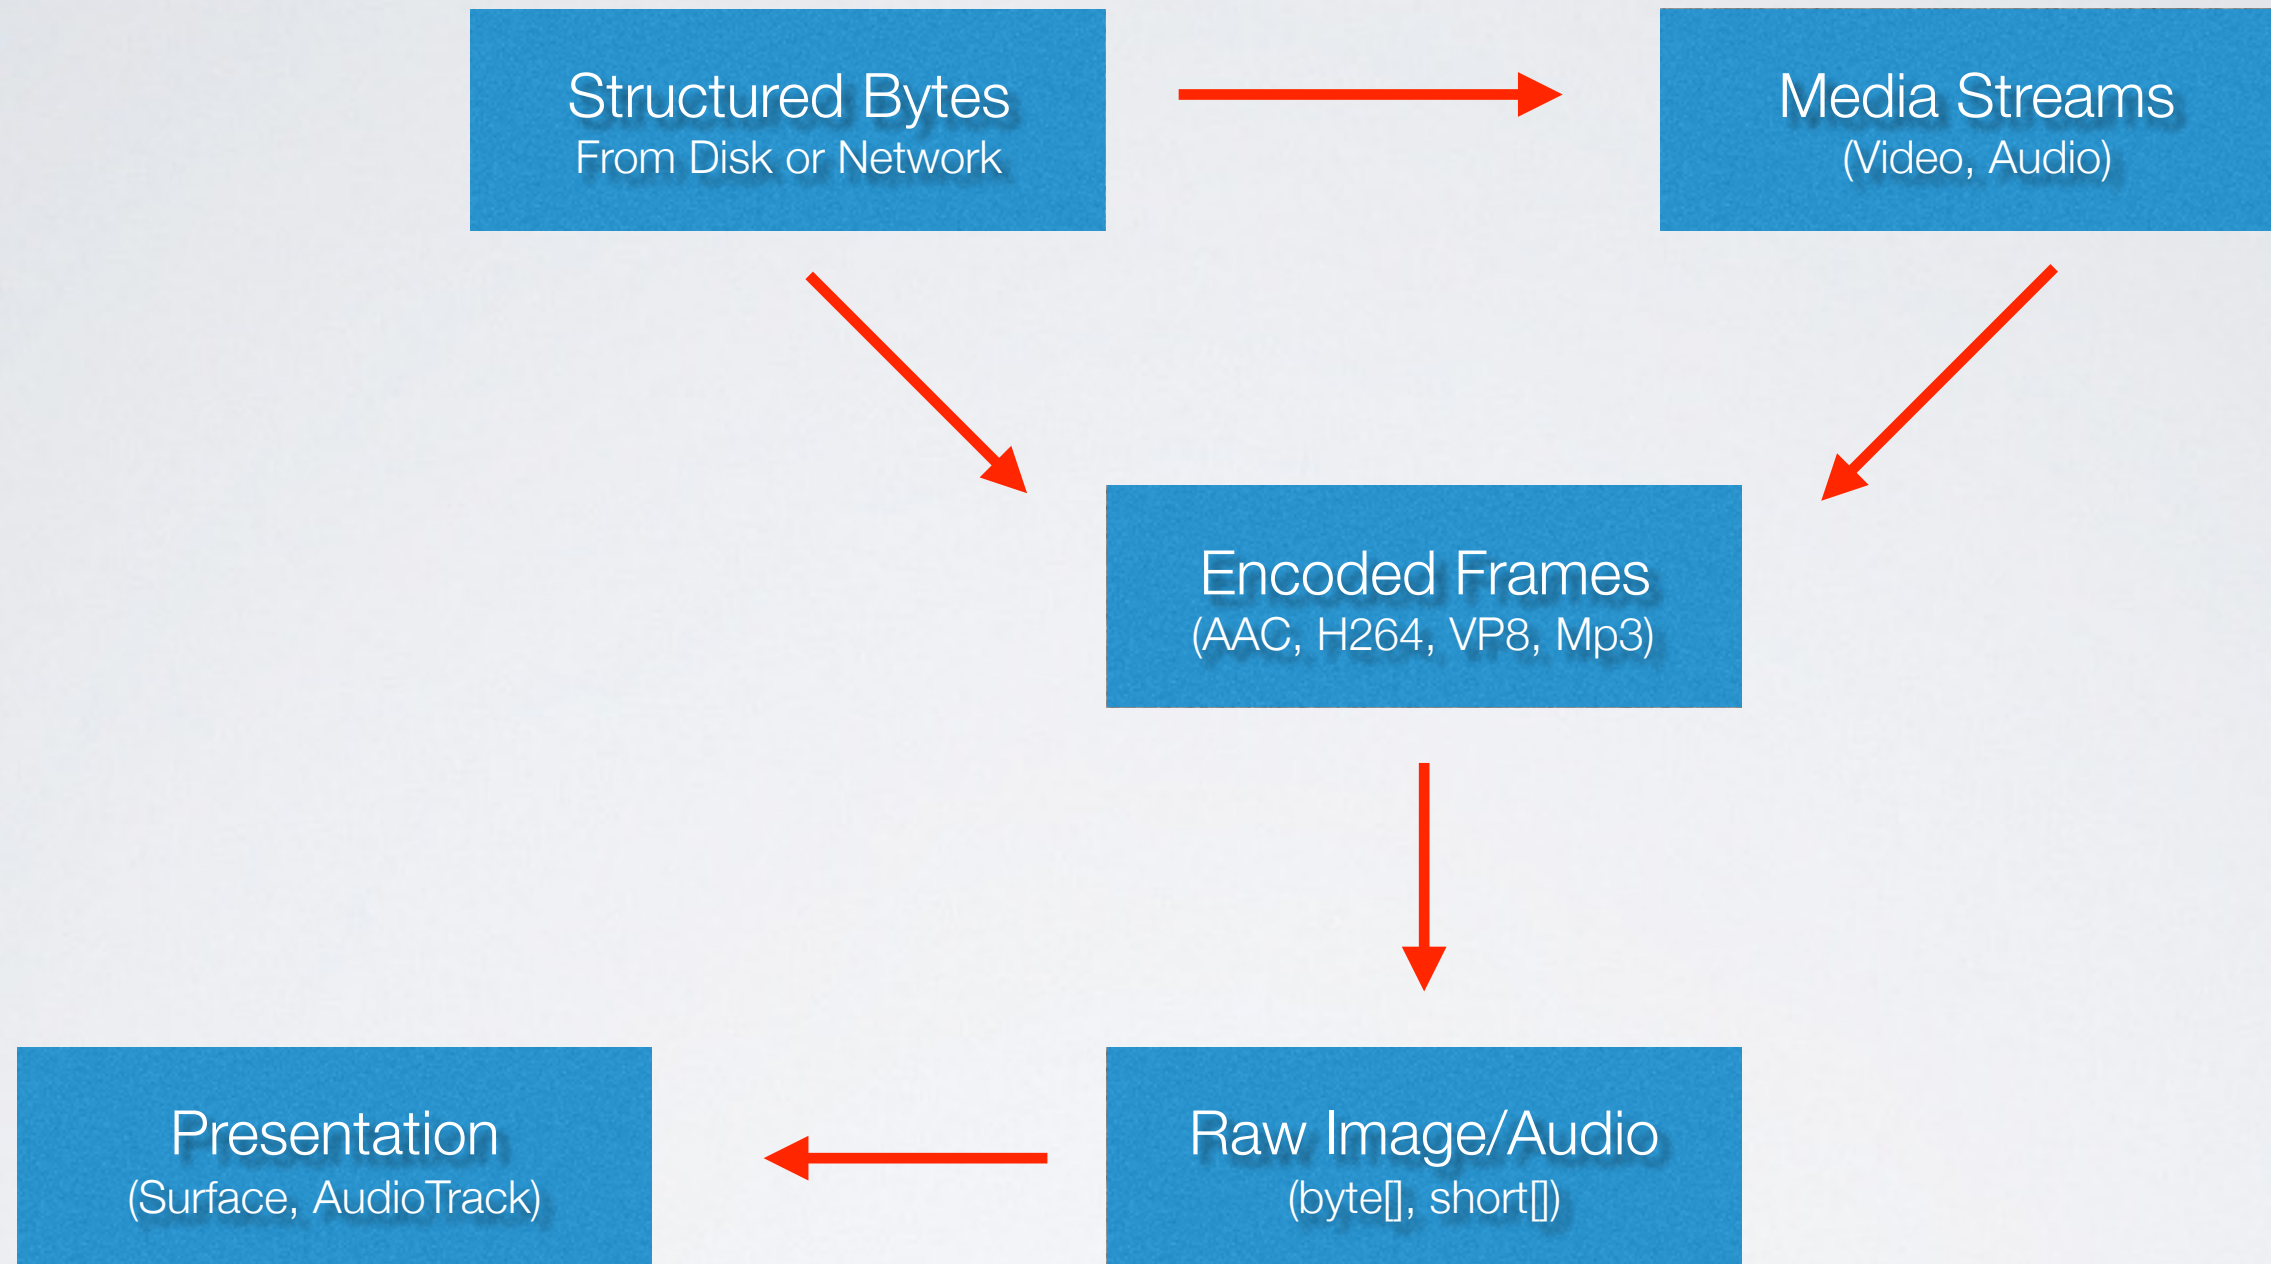 Structured Bytes
From Disk or Network
Media Streams
(Video, Audio)
Encoded Frames
(AAC, H264, VP8, Mp3)
Presentation
(Surface, AudioTrack)
Raw Image/Audio
(byte[], short[])